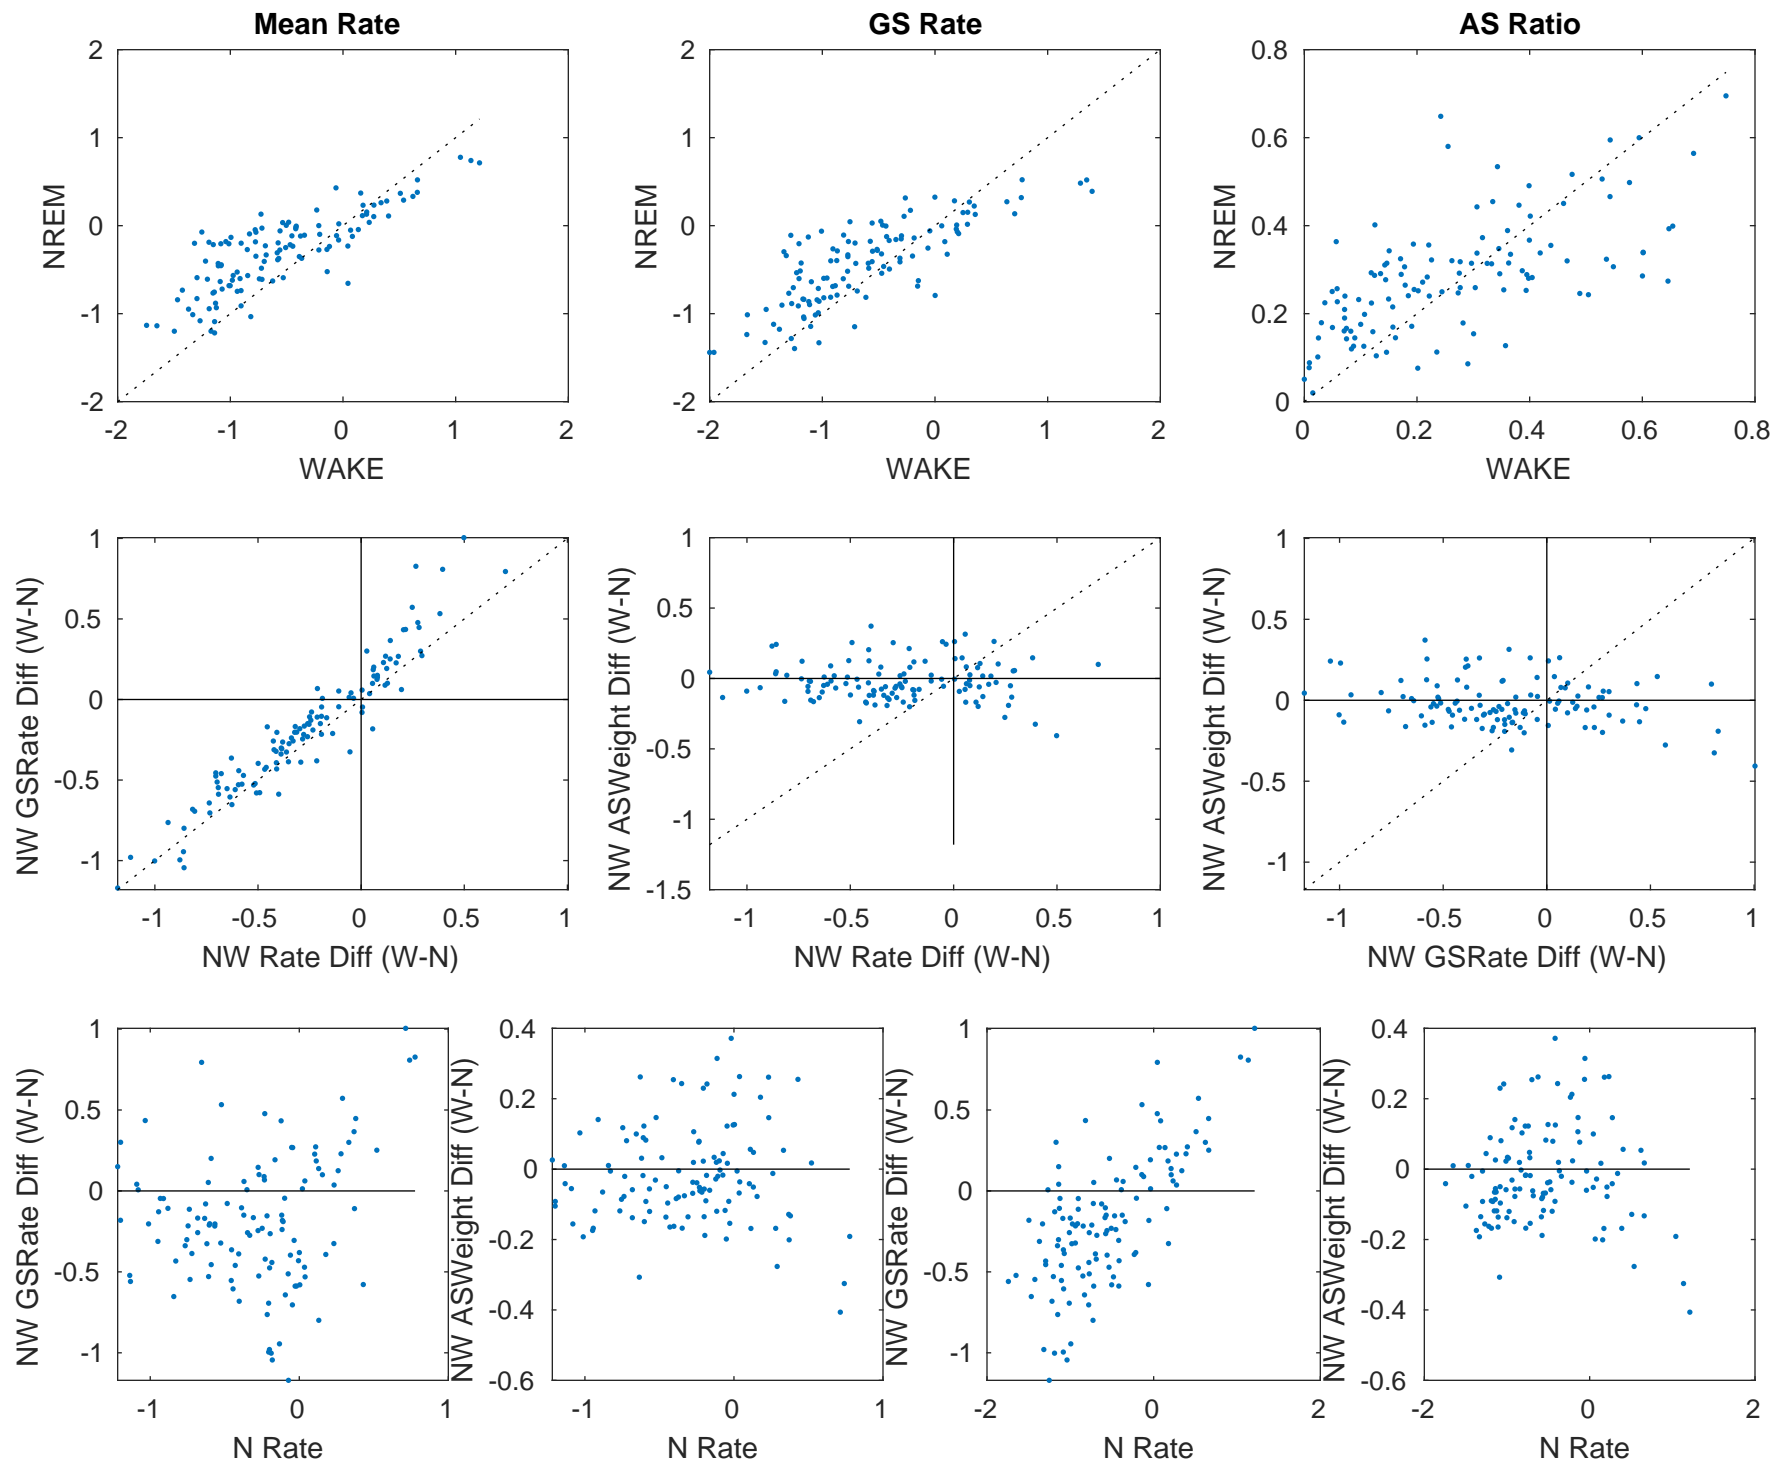 Mean Rate
2
1
0
-1
-2
-2 -1 0 1 2
NREM
WAKE
GS Rate
2
1
0
-1
-2
-2 -1 0 1 2
NREM
WAKE
AS Ratio
0.8
0.6
0.4
0.2
0
0 0.2 0.4 0.6 0.8
NREM
WAKE
1
0.5
0
-0.5
-1
-1 -0.5 0 0.5 1
NW GSRate Diff (W-N)
NW Rate Diff (W-N)
1
0.5
0
-0.5
-1
-1.5
-1 -0.5 0 0.5 1
NW ASWeight Diff (W-N)
NW Rate Diff (W-N)
1
0.5
0
-0.5
-1
-1 -0.5 0 0.5 1
NW ASWeight Diff (W-N)
NW GSRate Diff (W-N)
1
0.5
0
-0.5
-1
-1 0 1
NW GSRate Diff (W-N)
N Rate
0.4
0.2
0
-0.2
-0.4
-0.6
-1 0 1
NW ASWeight Diff (W-N)
N Rate
1
0.5
0
-0.5
-1
-2 0 2
NW GSRate Diff (W-N)
N Rate
0.4
0.2
0
-0.2
-0.4
-0.6
-2 0 2
NW ASWeight Diff (W-N)
N Rate